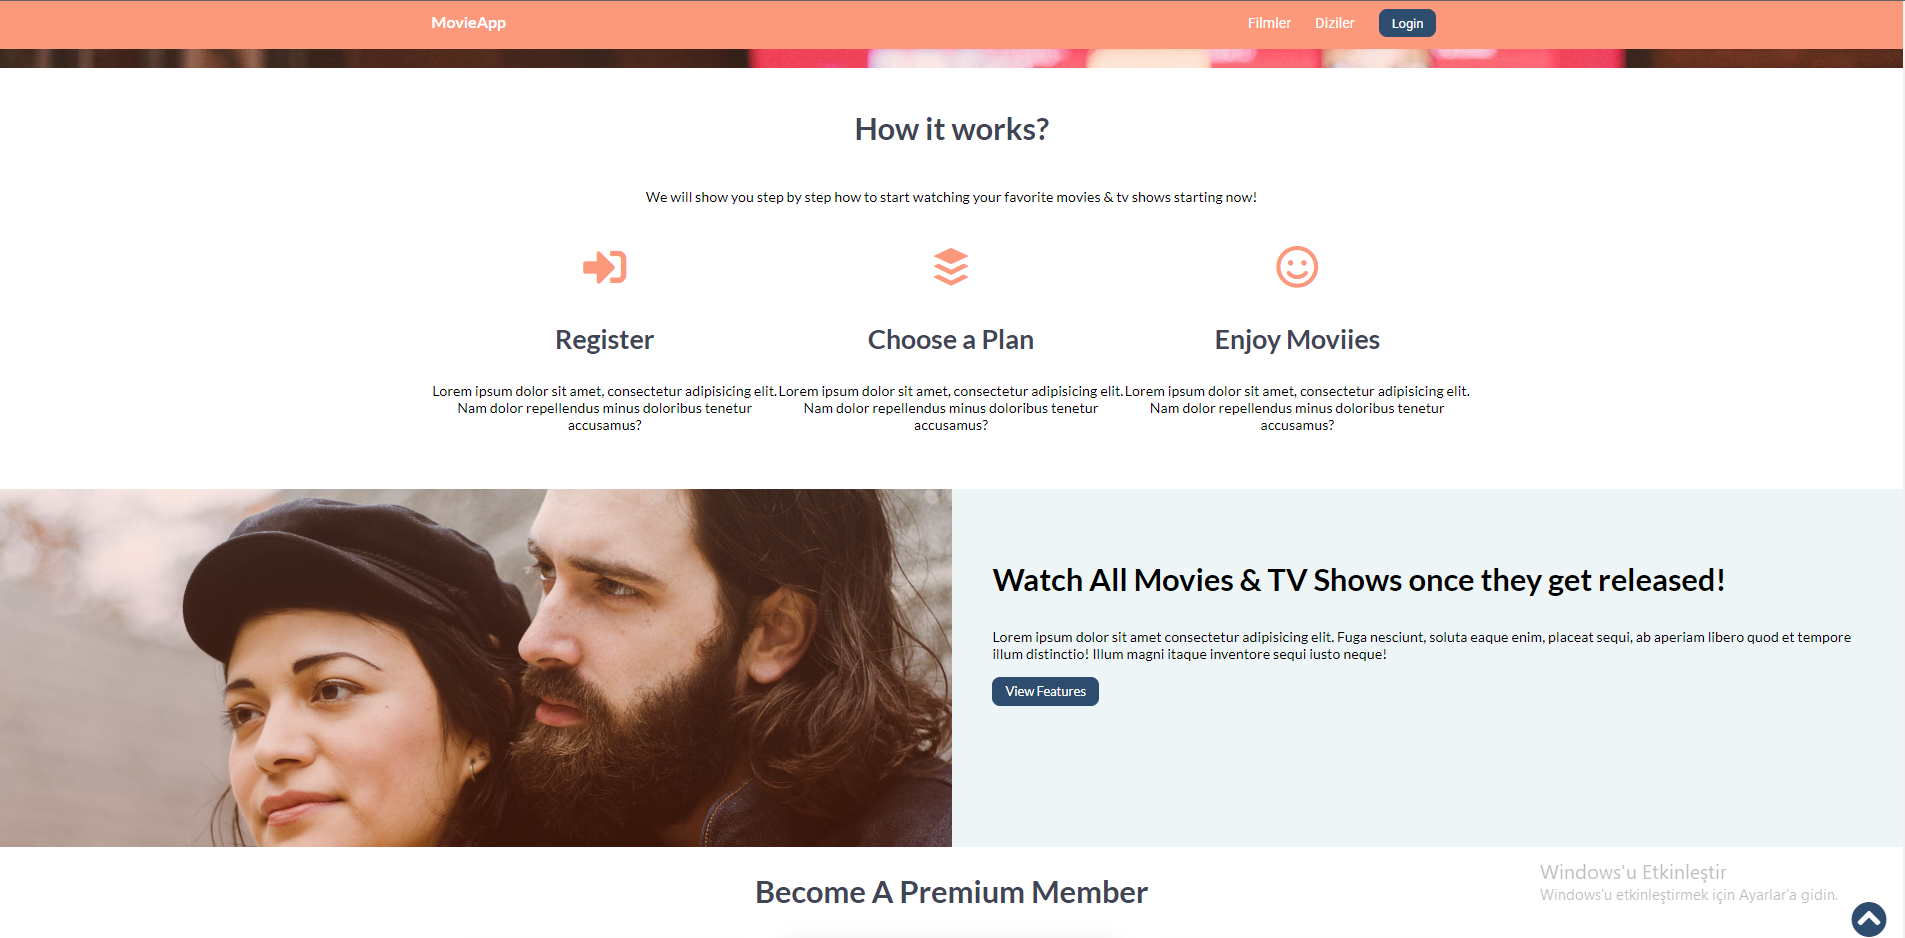 MovieApp
Filmler
Diziler
Login
How it works?
We will show you step by step how to start watching your favorite movies & tv shows starting now!
Register
Lorem ipsum dolor sit amet, consectetur adipisicing elit.
Nam dolor repellendus minus doloribus tenetur
accusamus?
Choose a Plan
Lorem ipsum dolor sit amet, consectetur adipisicing elit.
Nam dolor repellendus minus doloribus tenetur
accusamus?
Enjoy Moviies
Lorem ipsum dolor sit amet, consectetur adipisicing elit.
Nam dolor repellendus minus doloribus tenetur
accusamus?
Watch All Movies & TV Shows once they get released!
Lorem ipsum dolor sit amet consectetur adipisicing elit. Fuga nesciunt, soluta eaque enim, placeat sequi, ab aperiam libero quod et tempore
illum distinctio! Illum magni itaque inventore sequi iusto neque!
View Features
Become A Premium Member
Windows'u Etkinleştir
Windows'u etkinleştirmek için Ayarlar'a gidin.